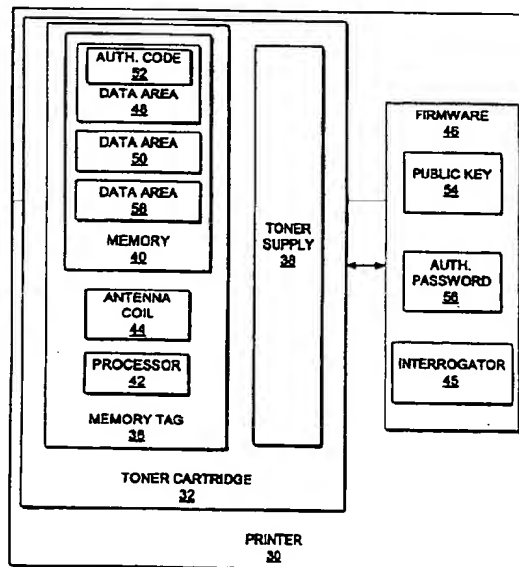 AUTH. CODE
52
DATA AREA
48
DATA AREA
50
DATA AREA
58
MEMORY
40
ANTENNA
COIL
44
PROCESSOR
42
MEMORY TAG
36
TONER CARTRIDGE
32
TONER
SUPPLY
38
FIRMWARE
46
PUBLIC KEY
54
AUTH.
PASSWORD
56
INTERROGATOR
45
PRINTER
30